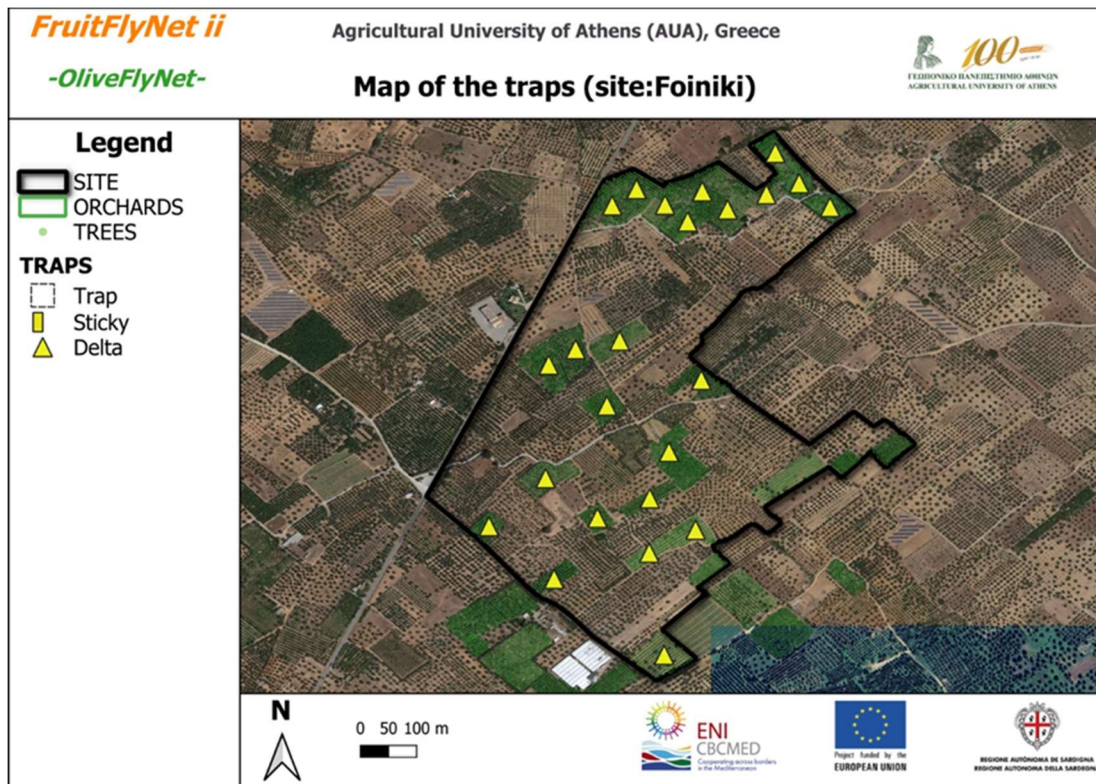 FruitFlyNet ii
-OliveFlyNet-
Agricultural University of Athens (AUA), Greece
Map of the traps (site:Foiniki)
100
ΓΕΩΠΟΝΙΚΟ ΠΑΝΕΠΙΣΤΗΜΙΟ ΑΘΗΝΩΝ
AGRICULTURAL UNIVERSITY OF ATHENS
Legend
SITE
ORCHARDS
TREES
TRAPS
Trap
Sticky
Delta
N
0 50 100 m
ENI
CBCMED
Cooperating across borders
in the Mediterranean
Project funded by the
EUROPEAN UNION
REGIONE AUTÒNOMA DE SARDIGNA
REGIONE AUTONOMA DELLA SARDEGNA